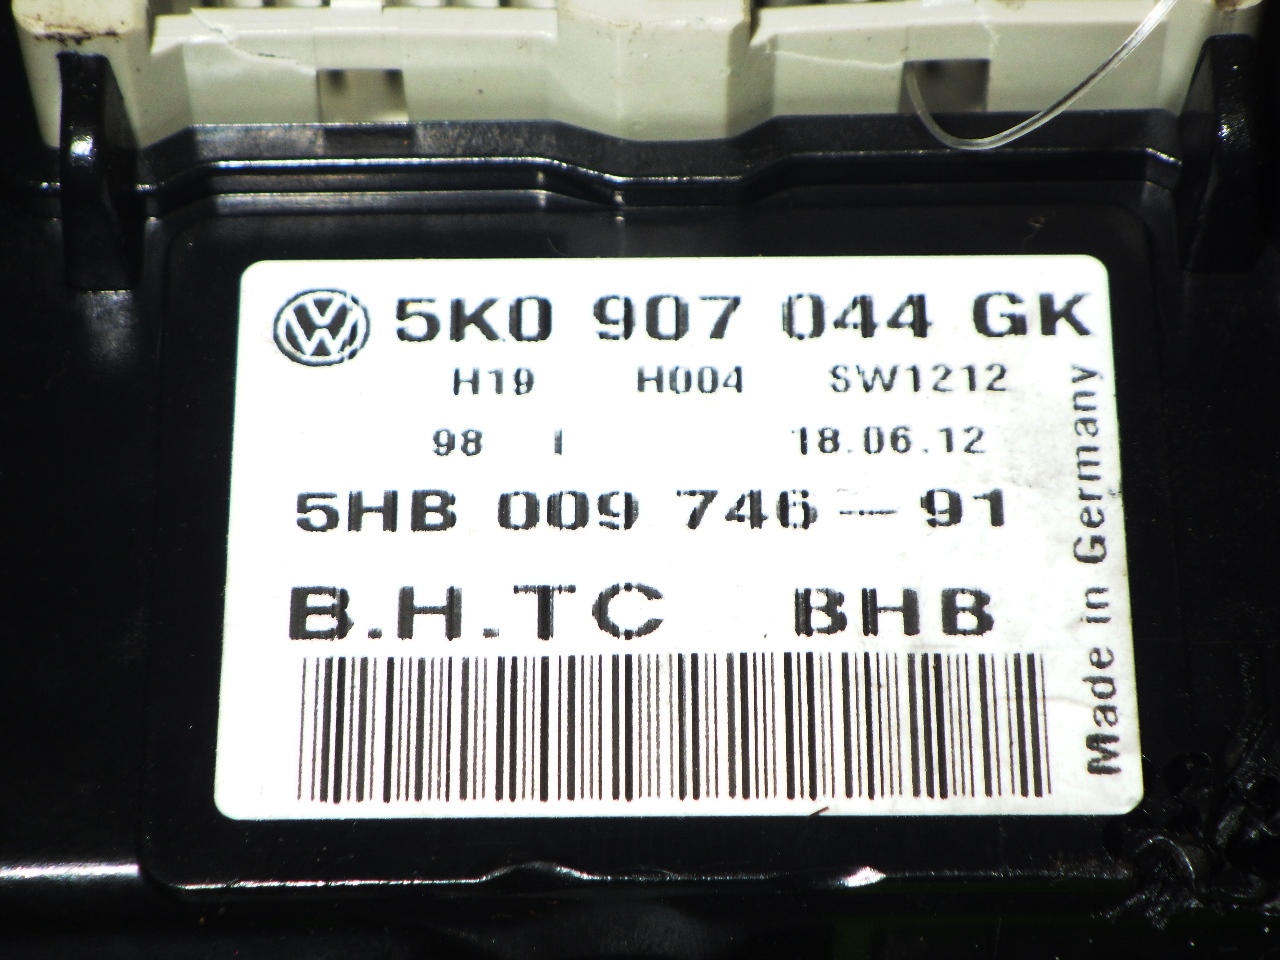 5K0 907 044 GK
H19 H004 SW1212
98 I 18.06.12
5HB 009 746-91
B.H.TC BHB
Made in Germany